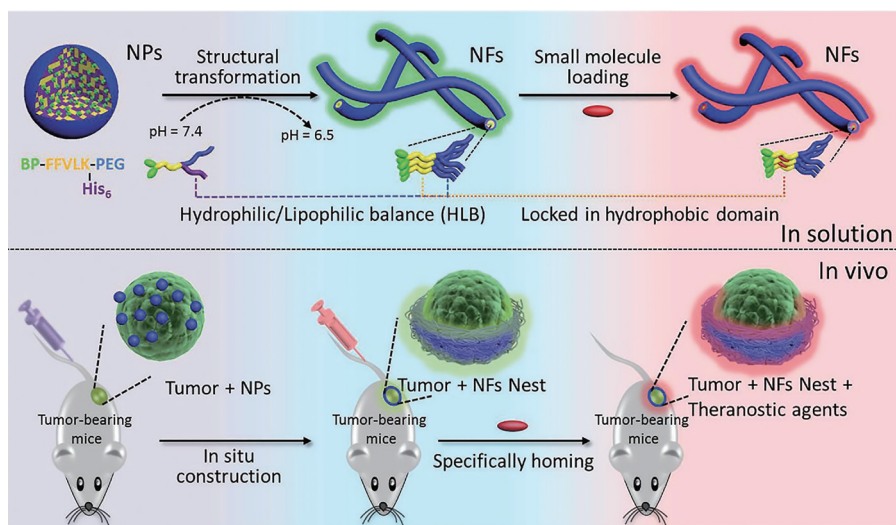 NPs
Structural
transformation
pH = 7.4
pH = 6.5
NFs
Small molecule
loading
NFs
BP-FFVLK-PEG
His6
Hydrophilic/Lipophilic balance (HLB)
Locked in hydrophobic domain
In solution
In vivo
Tumor + NPs
Tumor-bearing
mice
In situ
construction
Tumor + NFs Nest
Tumor-bearing
mice
Specifically homing
Tumor + NFs Nest +
Theranostic agents
Tumor-bearing
mice